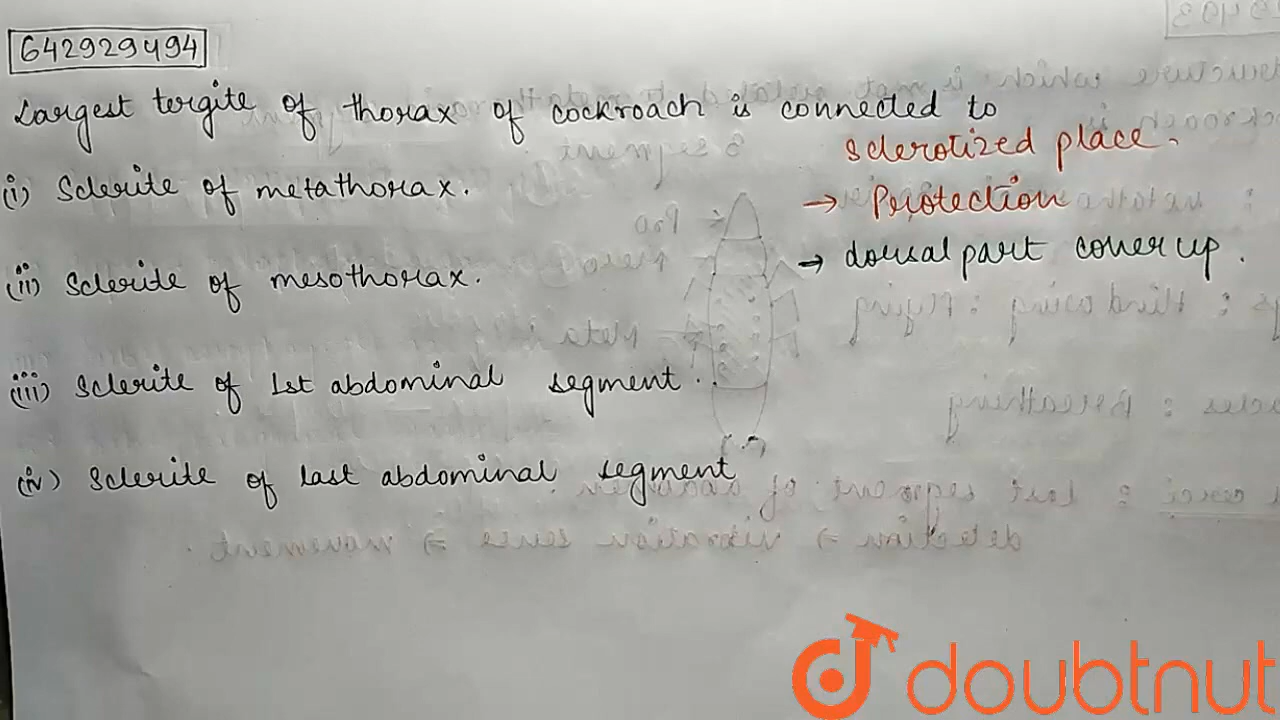 642929494
Largest tergite of thorax of cockroach is connected to
sclerotized place.
(i) Sclerite of metathorax.
→ Protection
(ii) Sclerite of mesothorax.
→ dorsal part cover up.
(iii) Sclerite of 1st abdominal segment.
(iv) Sclerite of last abdominal segment
doubtnut